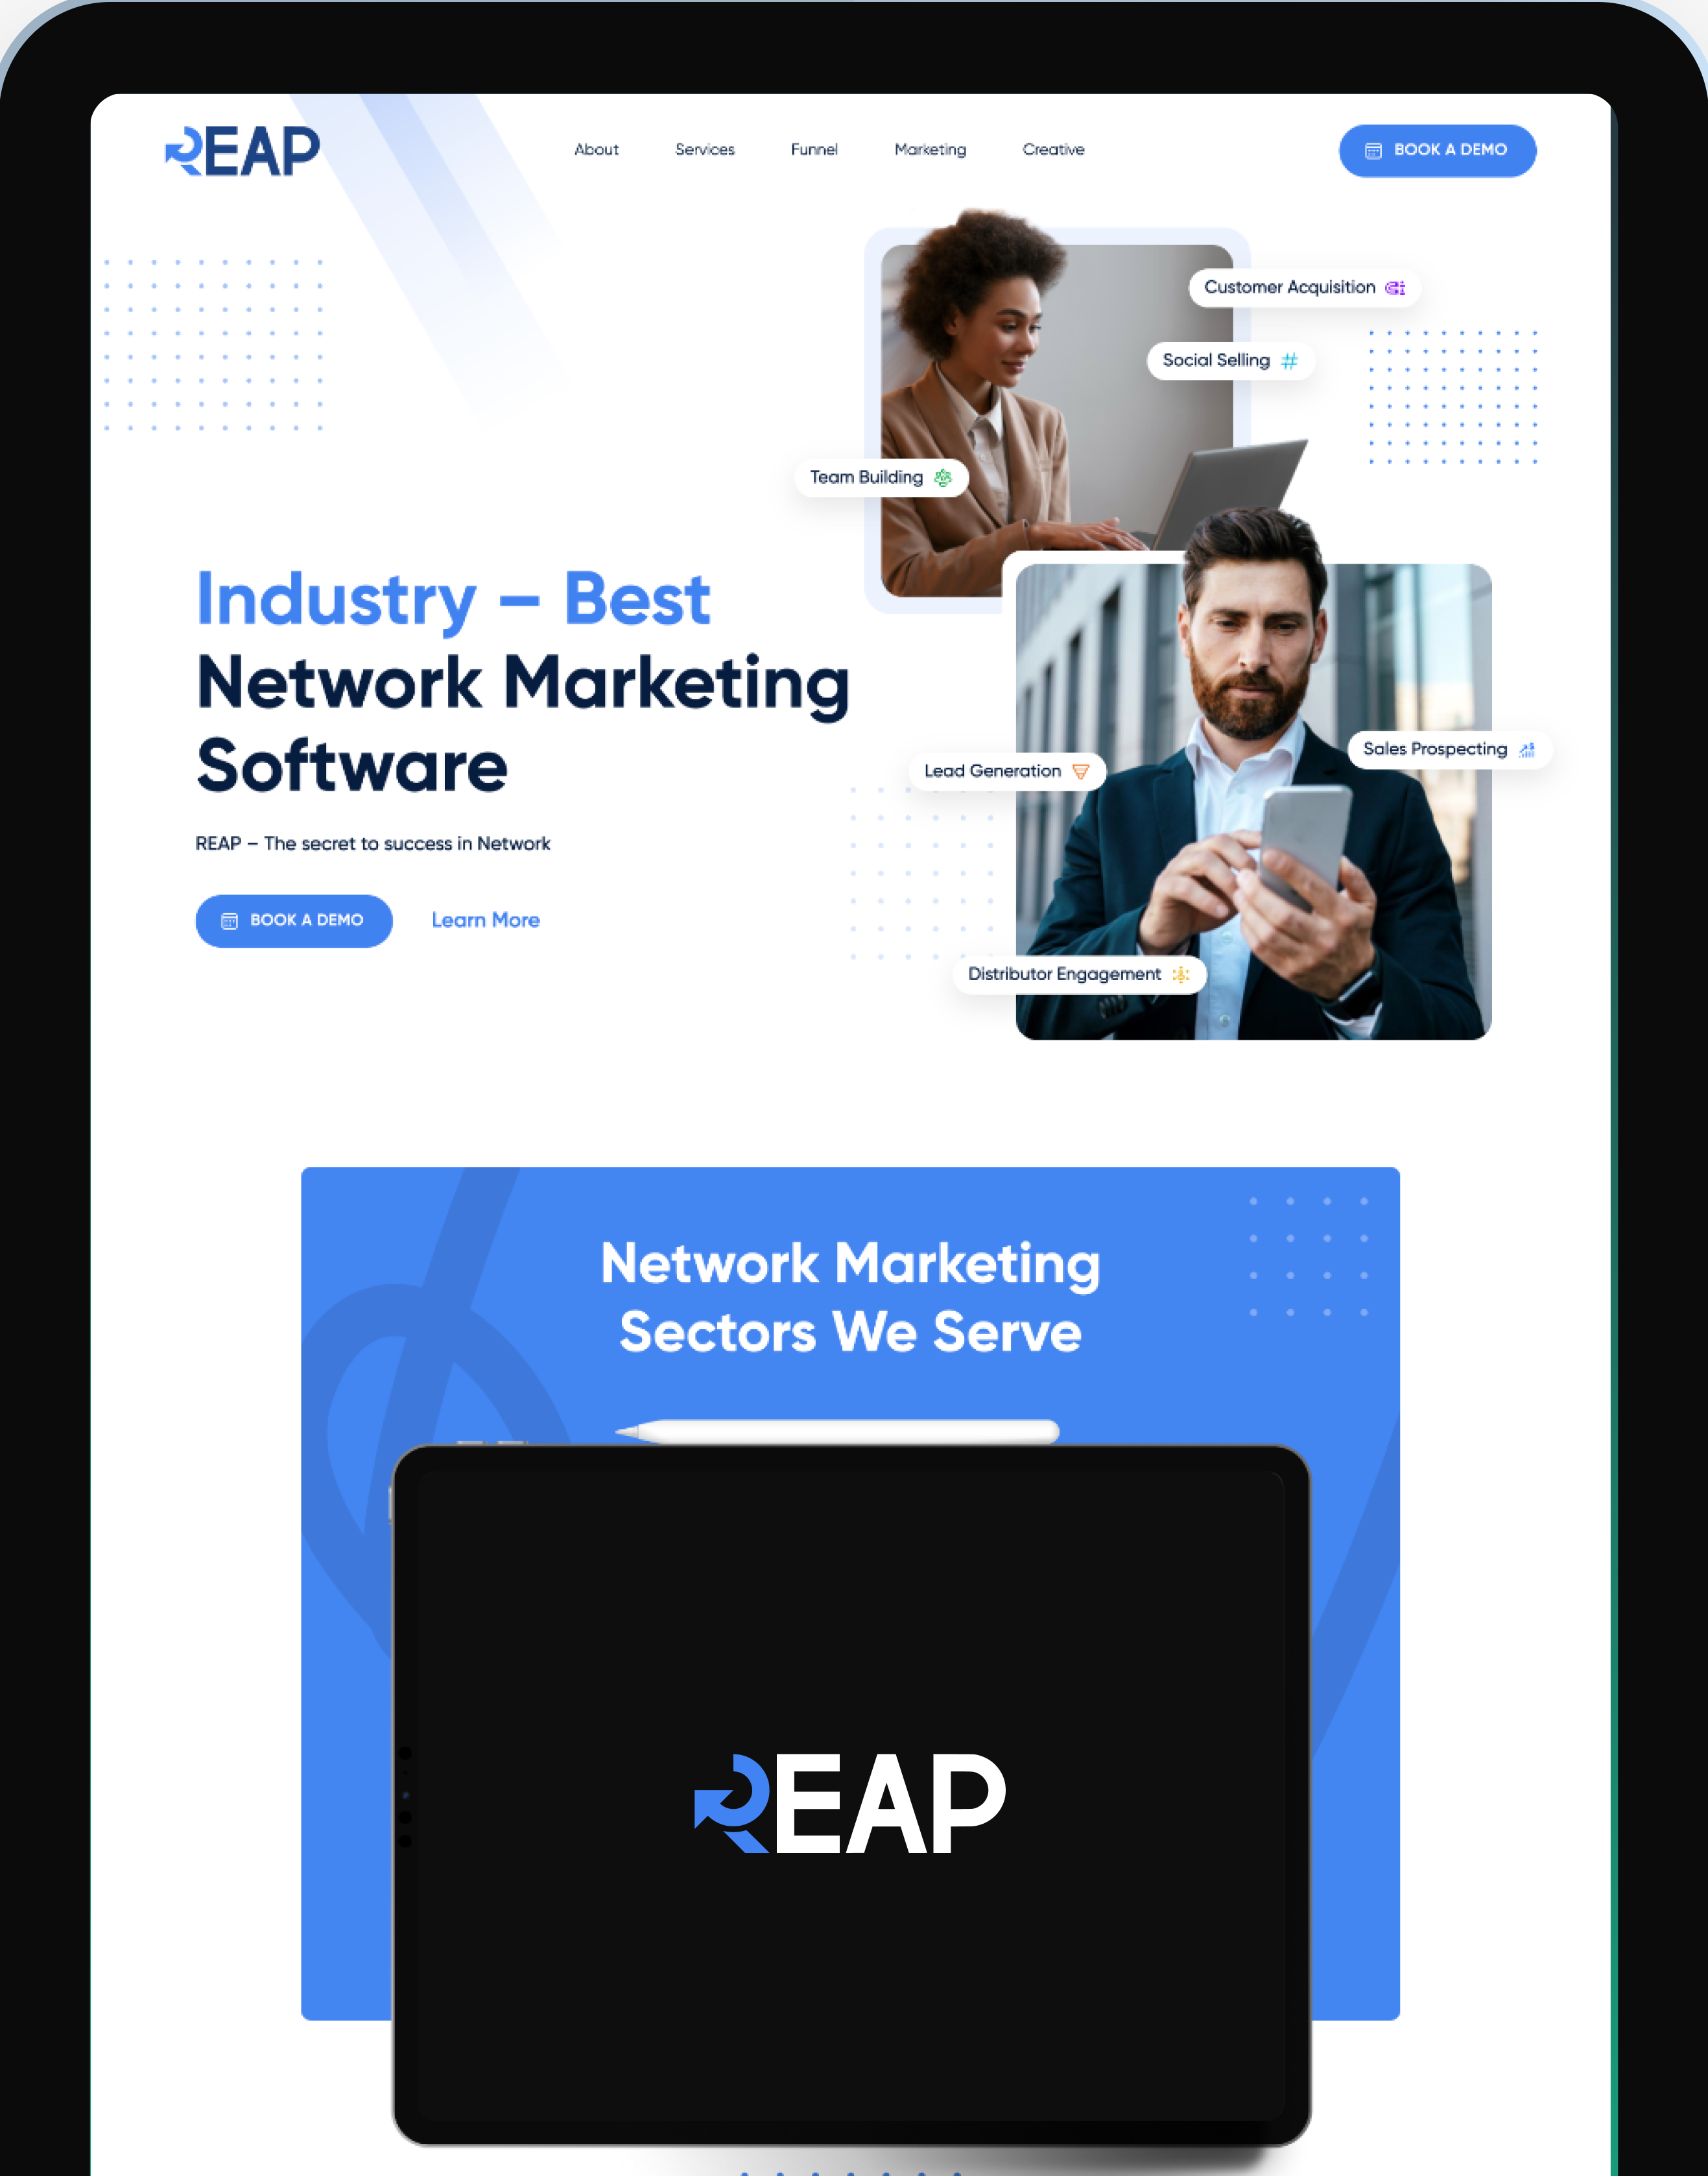 REAP
About
Services
Funnel
Marketing
Creative
BOOK A DEMO
Customer Acquisition
Social Selling
Team Building
Industry – Best
Network Marketing
Software
REAP – The secret to success in Network
BOOK A DEMO
Learn More
Lead Generation
Sales Prospecting
Distributor Engagement
Network Marketing
Sectors We Serve
REAP